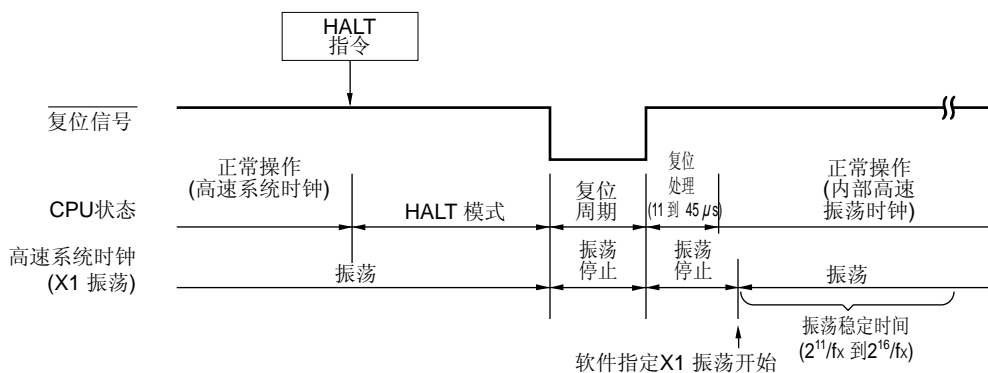 HALT
指令
复位信号
正常操作
(高速系统时钟)
复位
处理
(11 到 45 μs)
正常操作
(内部高速
振荡时钟)
CPU状态
HALT 模式
复位
周期
高速系统时钟
(X1 振荡)
振荡
振荡
停止
振荡
停止
振荡
振荡稳定时间
(2¹¹/fx 到2¹⁶/fx)
软件指定X1 振荡开始